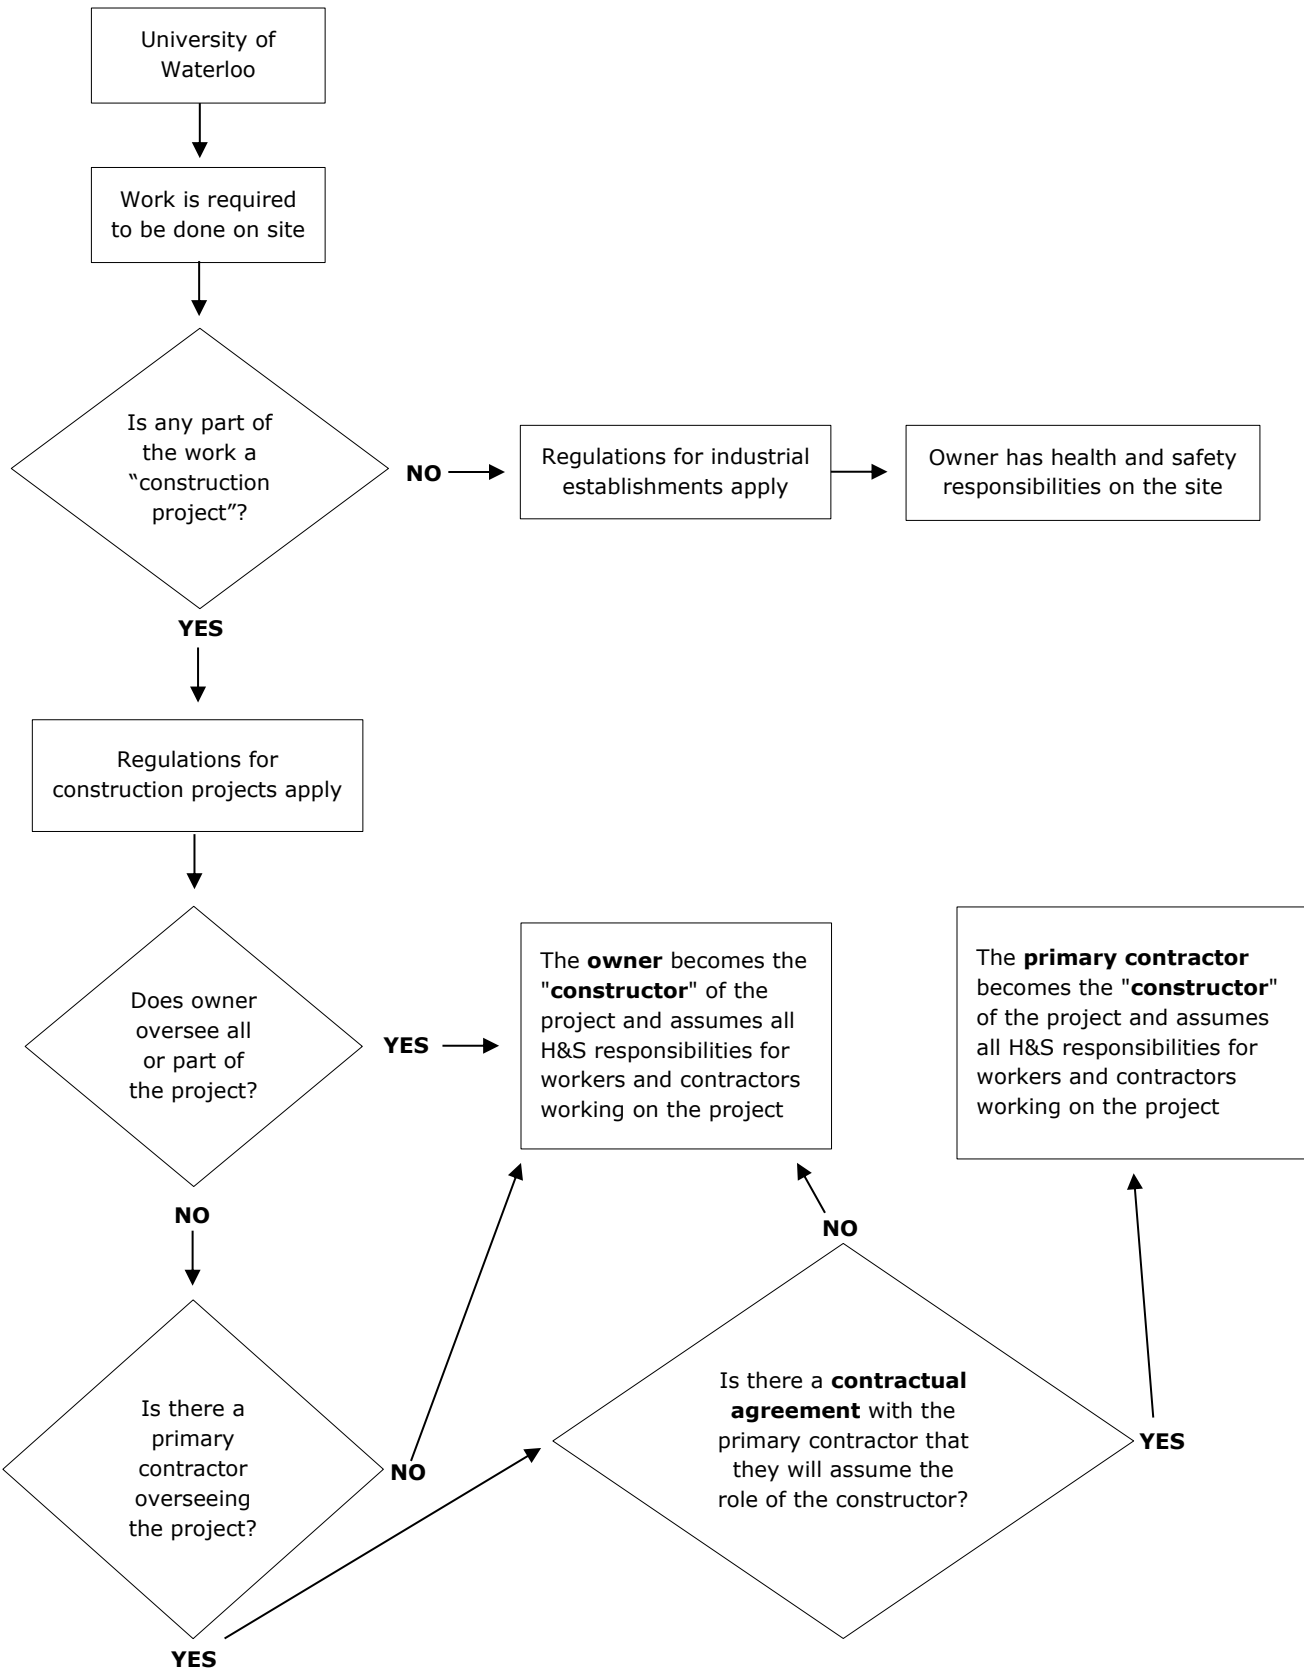 University of
Waterloo
Work is required
to be done on site
Is any part of
the work a
“construction
project”?
NO
Regulations for industrial
establishments apply
Owner has health and safety
responsibilities on the site
YES
Regulations for
construction projects apply
Does owner
oversee all
or part of
the project?
YES
The owner becomes the
"constructor" of the
project and assumes all
H&S responsibilities for
workers and contractors
working on the project
The primary contractor
becomes the "constructor"
of the project and assumes
all H&S responsibilities for
workers and contractors
working on the project
NO
NO
Is there a
primary
contractor
overseeing
the project?
NO
Is there a contractual
agreement with the
primary contractor that
they will assume the
role of the constructor?
YES
YES